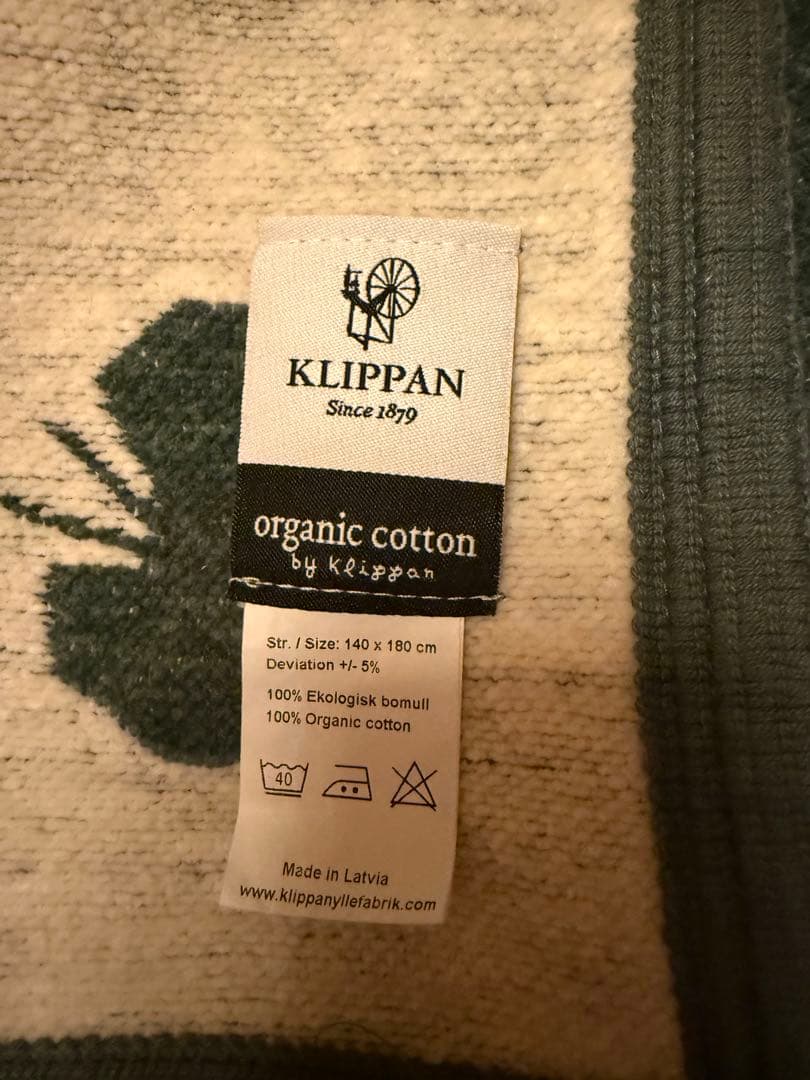 KLIPPAN
Since 1879
organic cotton
by klippan
Str. / Size: 140 x 180 cm
Deviation +/- 5%
100% Ekologisk bomull
100% Organic cotton
40
Made in Latvia
www.klippanyllefabrik.com